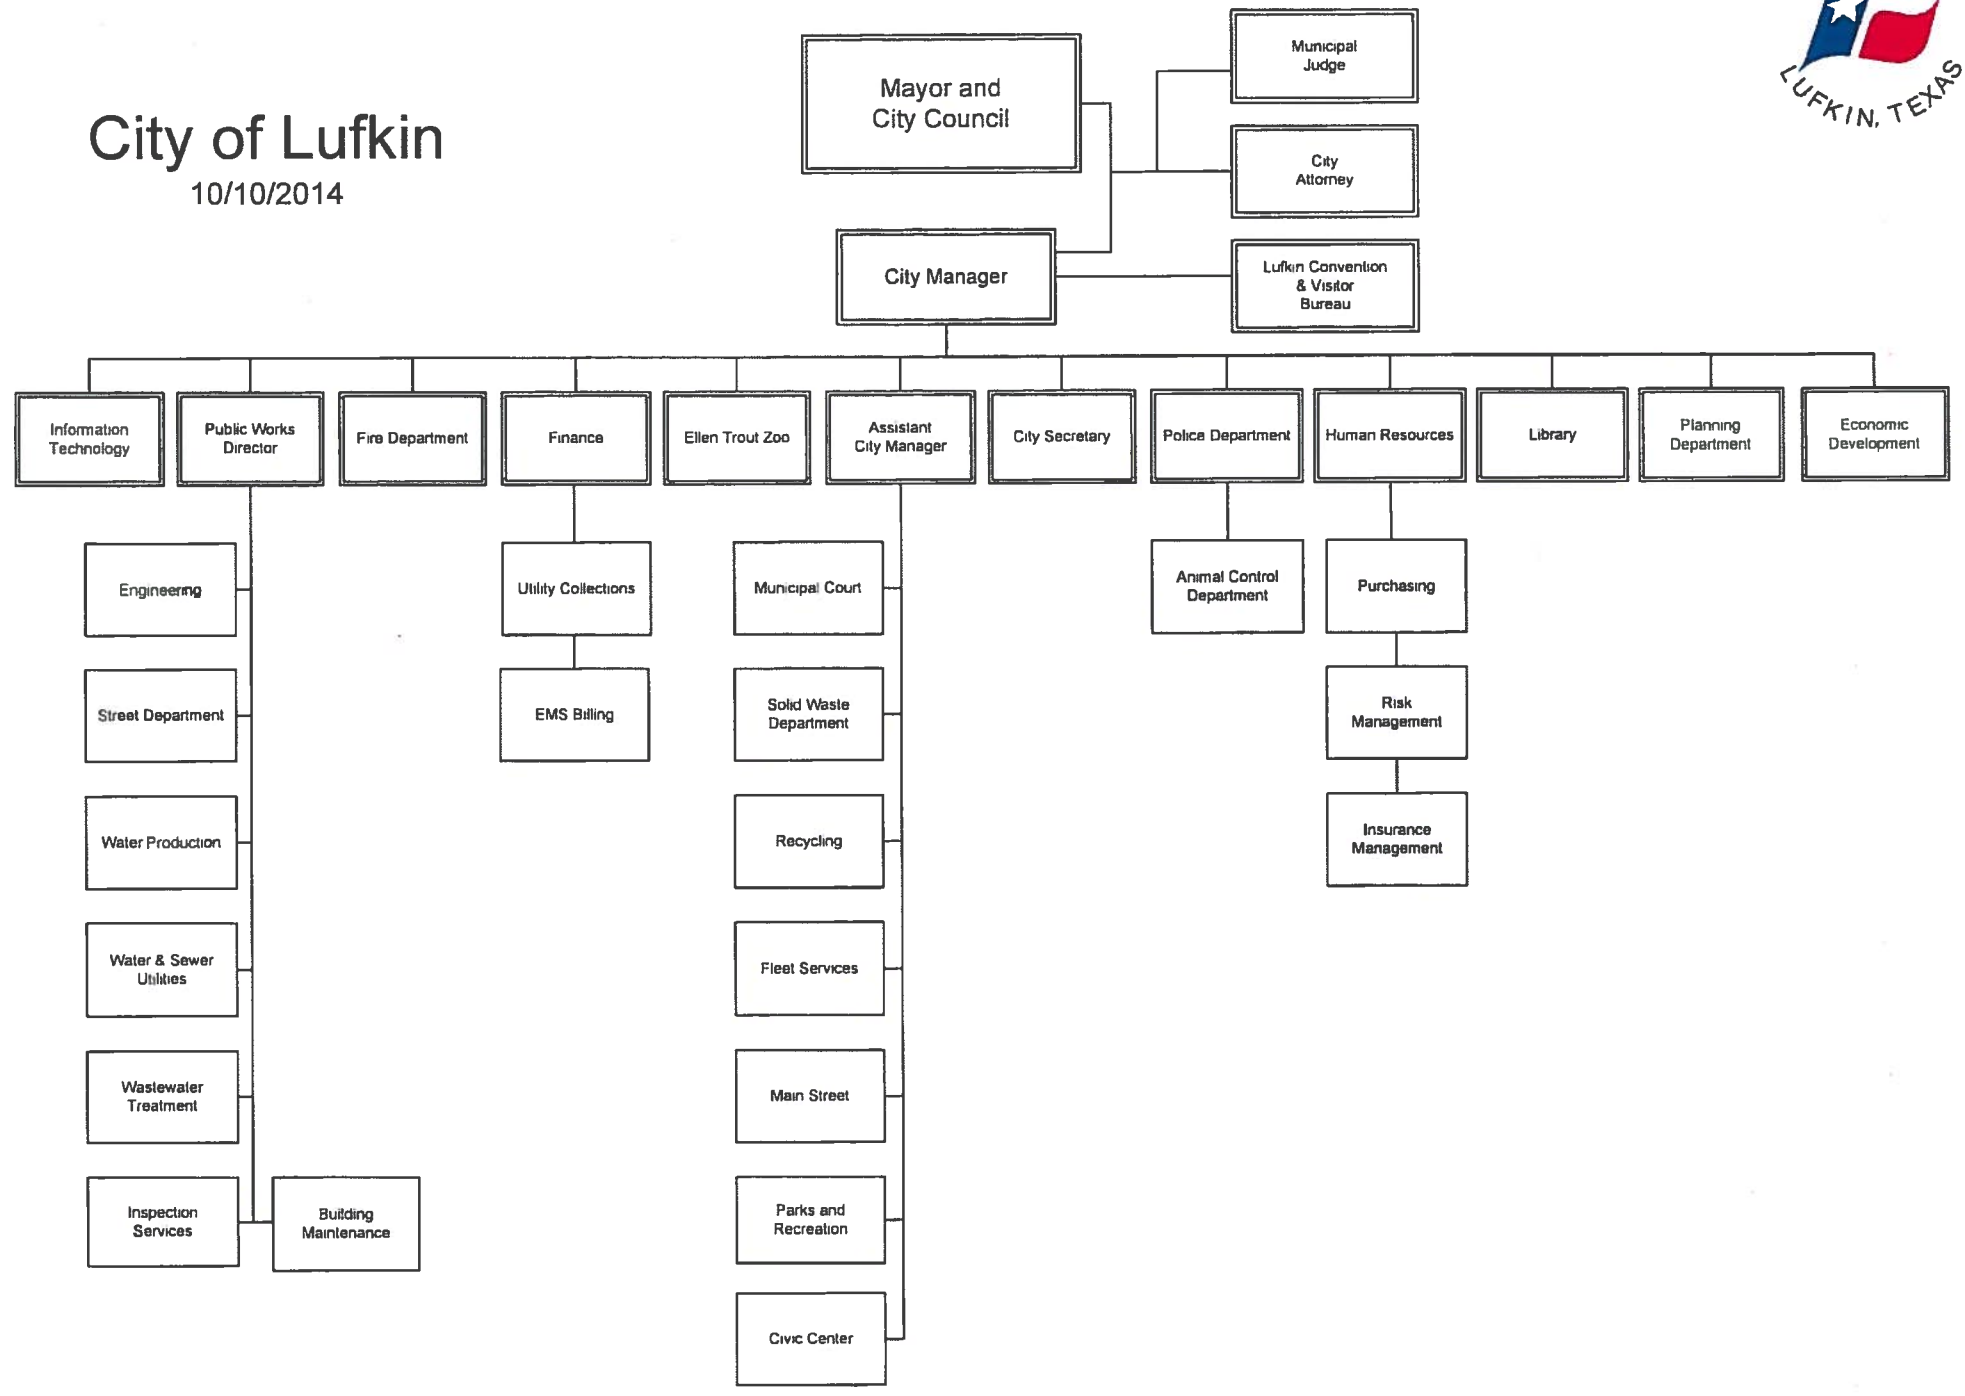 City of Lufkin
10/10/2014
Mayor and
City Council
Municipal
Judge
City
Attorney
City Manager
Lufkin Convention
& Visitor
Bureau
LUFKIN, TEXAS
Information
Technology
Public Works
Director
Fire Department
Finance
Ellen Trout Zoo
Assistant
City Manager
City Secretary
Police Department
Human Resources
Library
Planning
Department
Economic
Development
Engineering
Street Department
Water Production
Water & Sewer
Utilities
Wastewater
Treatment
Inspection
Services
Building
Maintenance
Utility Collections
EMS Billing
Municipal Court
Solid Waste
Department
Recycling
Fleet Services
Main Street
Parks and
Recreation
Civic Center
Animal Control
Department
Purchasing
Risk
Management
Insurance
Management